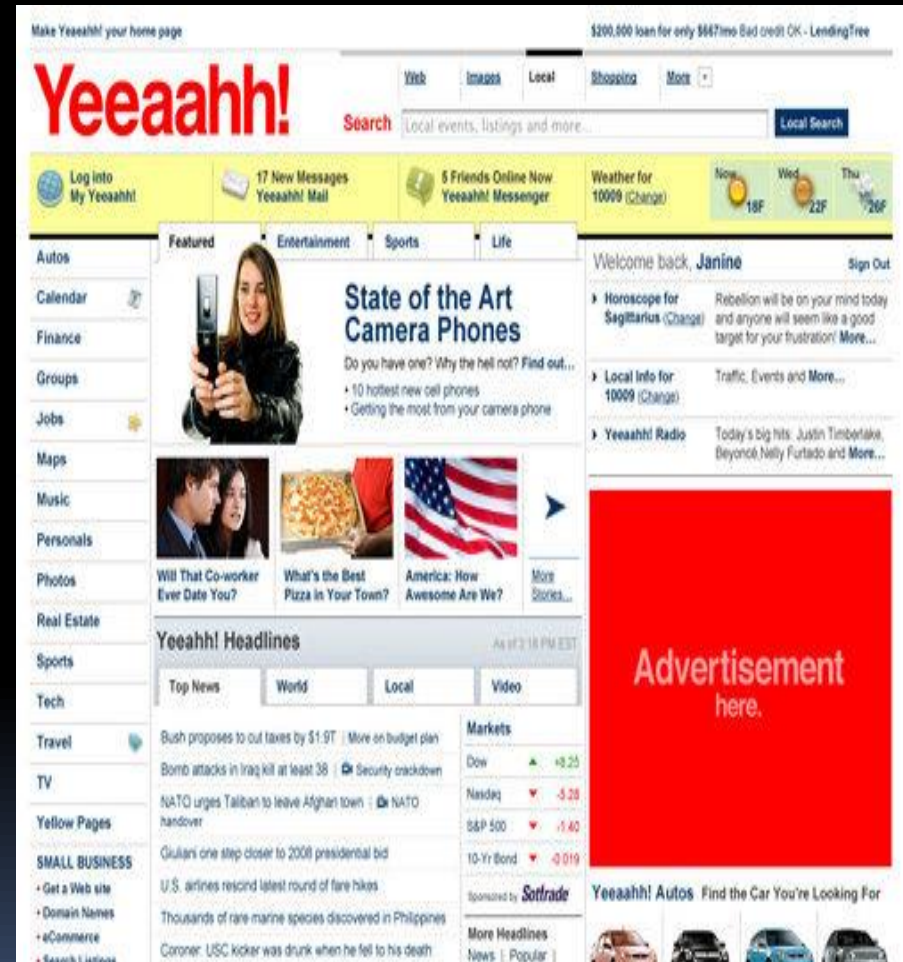 Make Yeeaahh! your home page
$200,000 loan for only $667/mo Bad credit OK - LendingTree
Yeeaahh!
Web Images Local Shopping More
Search Local events, listings and more... Local Search
Log into
My Yeeaahh!
17 New Messages
Yeeaahh! Mail
5 Friends Online Now
Yeeaahh! Messenger
Weather for
10009 (Change)
Now Wed Thu
18F 22F 26F
Autos
Calendar
Finance
Groups
Jobs
Maps
Music
Personals
Photos
Real Estate
Sports
Tech
Travel
TV
Yellow Pages
SMALL BUSINESS
• Get a Web site
• Domain Names
• eCommerce
• Search Listings
Featured Entertainment Sports Life
State of the Art
Camera Phones
Do you have one? Why the hell not? Find out...
• 10 hottest new cell phones
• Getting the most from your camera phone
Will That Co-worker
Ever Date You?
What's the Best
Pizza in Your Town?
America: How
Awesome Are We?
More
Stories...
Yeeahh! Headlines
As of 2:18 PM EST
Top News World Local Video
Bush proposes to cut taxes by $1.9T | More on budget plan
Bomb attacks in Iraq kill at least 38 | Security crackdown
NATO urges Taliban to leave Afghan town | NATO
handover
Giuliani one step closer to 2008 presidential bid
U.S. airlines rescind latest round of fare hikes
Thousands of rare marine species discovered in Philippines
Coroner: USC kicker was drunk when he fell to his death
Markets
Dow +8.25
Nasdaq -5.28
S&P 500 -1.40
10-Yr Bond -0.019
Sponsored by Sottrade
More Headlines
News | Popular |
Welcome back, Janine Sign Out
Horoscope for
Sagittarius (Change)
Rebellion will be on your mind today
and anyone will seem like a good
target for your frustration! More...
Local Info for
10009 (Change)
Traffic, Events and More...
Yeeaahh! Radio
Today's big hits: Justin Timberlake,
Beyoncé,Nelly Furtado and More...
Advertisement
here.
Yeeaahh! Autos Find the Car You're Looking For